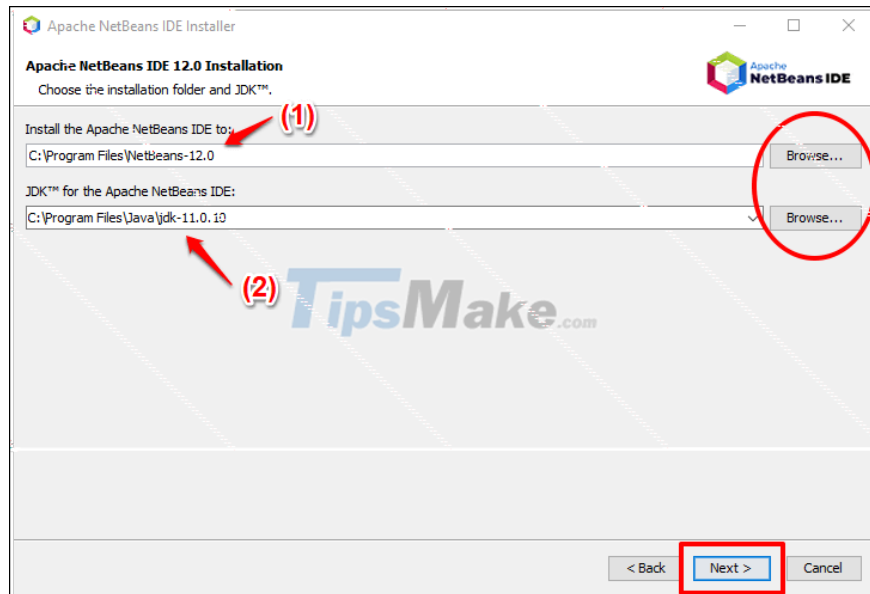 Apache NetBeans IDE Installer
Apache NetBeans IDE 12.0 Installation
Choose the installation folder and JDK™.
Apache
NetBeans IDE
(1)
Install the Apache NetBeans IDE to:
C:\Program Files\NetBeans-12.0
Browse...
JDK™ for the Apache NetBeans IDE:
C:\Program Files\Java\jdk-11.0.10
Browse...
(2)
TipsMake.com
< Back
Next >
Cancel